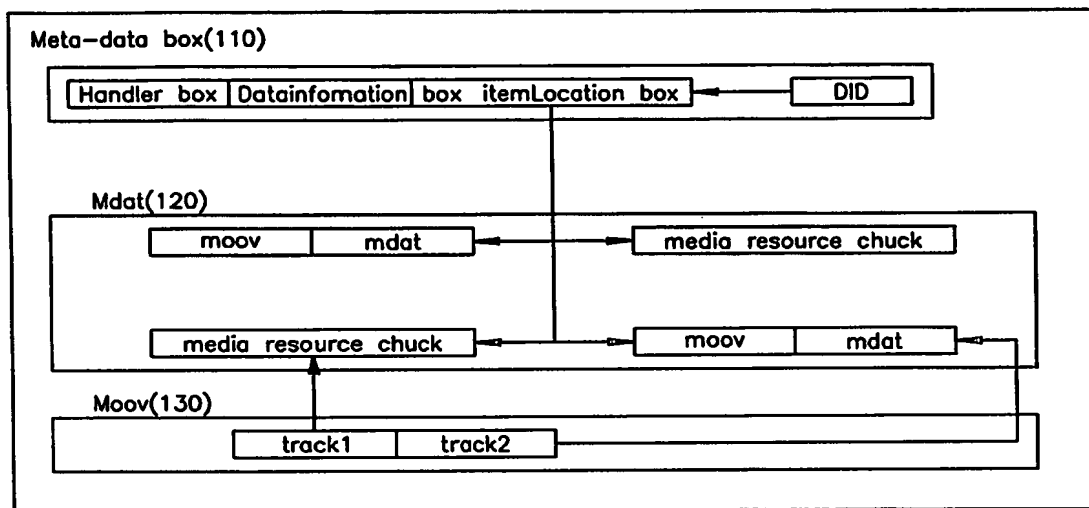 Meta-data box(110)
Handler box Datainfomation box itemLocation box DID
Mdat(120)
moov mdat media resource chuck
media resource chuck moov mdat
Moov(130)
track1 track2